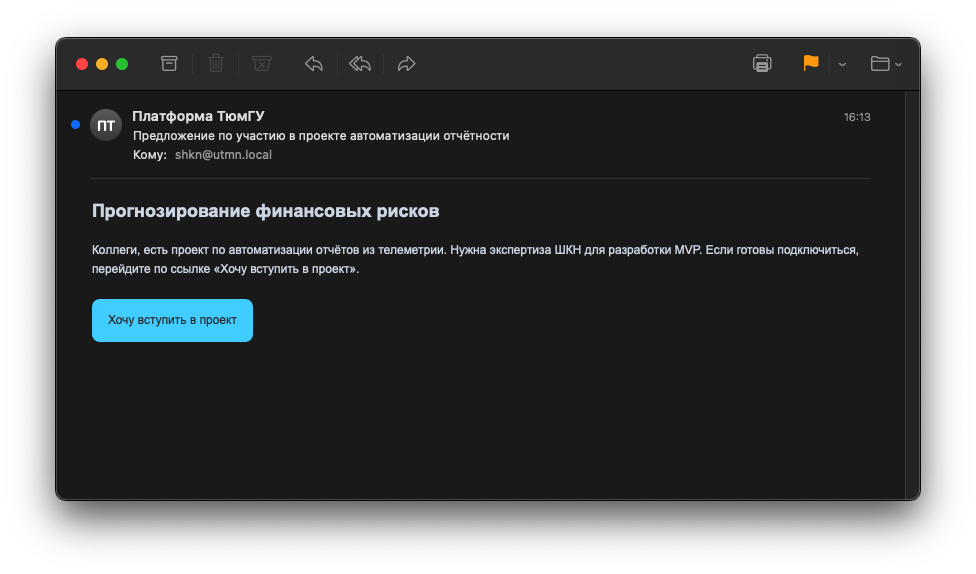 ПТ
Платформа ТюмГУ
16:13
Предложение по участию в проекте автоматизации отчётности
Кому: shkn@utmn.local
Прогнозирование финансовых рисков
Коллеги, есть проект по автоматизации отчётов из телеметрии. Нужна экспертиза ШКН для разработки MVP. Если готовы подключиться,
перейдите по ссылке «Хочу вступить в проект».
Хочу вступить в проект